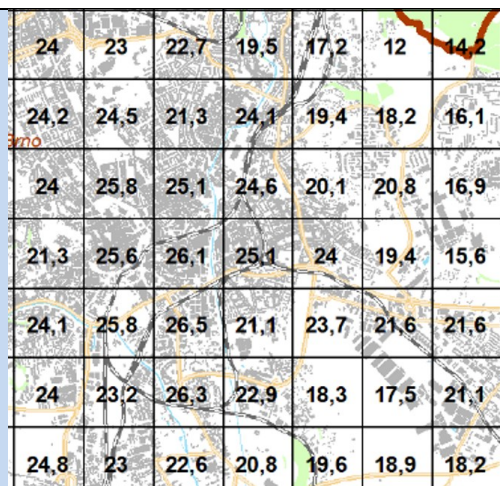 24 23 22,7 19,5 17,2 12 14,2
24,2 24,5 21,3 24,1 19,4 18,2 16,1
Brno
24 25,8 25,1 24,6 20,1 20,8 16,9
21,3 25,6 26,1 25,1 24 19,4 15,6
24,1 25,8 26,5 21,1 23,7 21,6 21,6
24 23,2 26,3 22,9 18,3 17,5 21,1
24,8 23 22,6 20,8 19,6 18,9 18,2